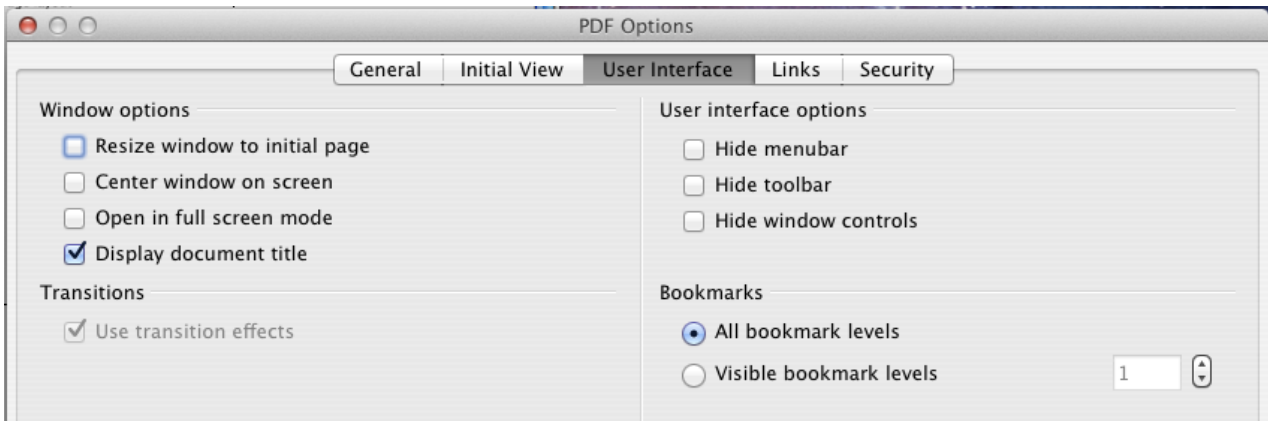 PDF Options
General Initial View User Interface Links Security
Window options
Resize window to initial page
Center window on screen
Open in full screen mode
Display document title
Transitions
Use transition effects
User interface options
Hide menubar
Hide toolbar
Hide window controls
Bookmarks
All bookmark levels
Visible bookmark levels 1